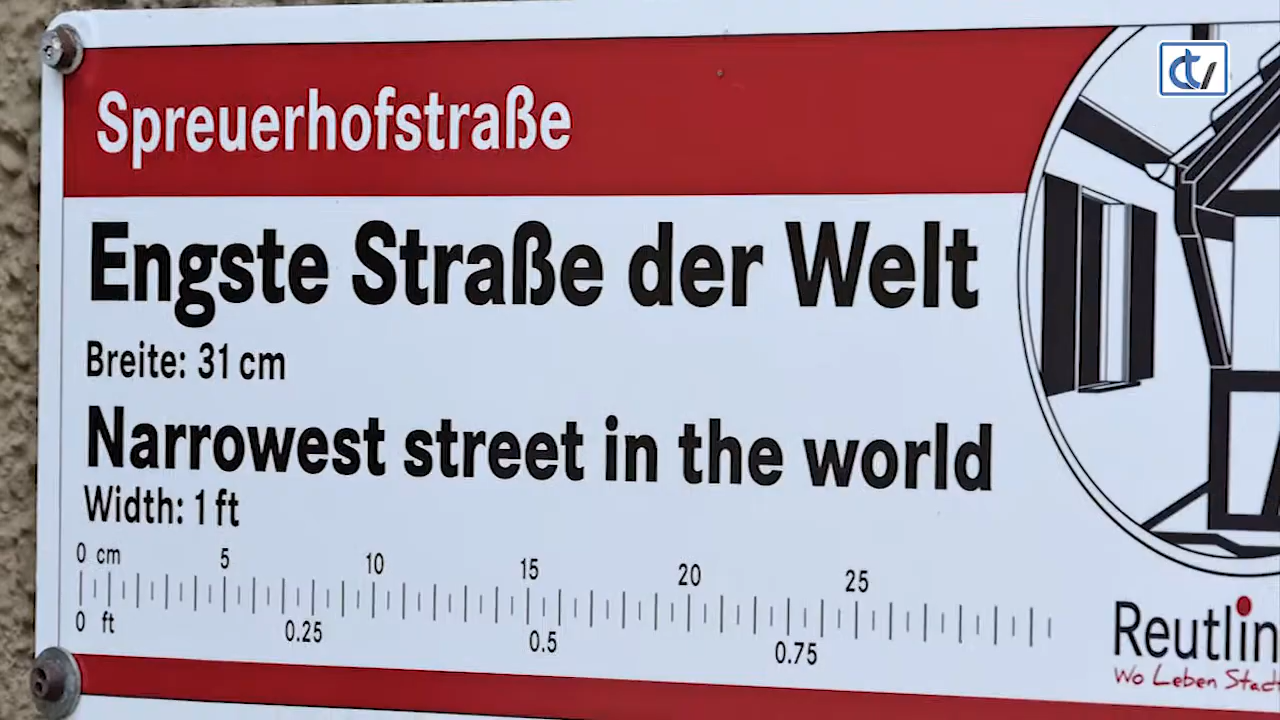 Spreuerhofstraße
Engste Straße der Welt
Breite: 31 cm
Narrowest street in the world
Width: 1 ft
0 cm 5 10 15 20 25
0 ft 0.25 0.5 0.75
Reutlin
Wo Leben Stad